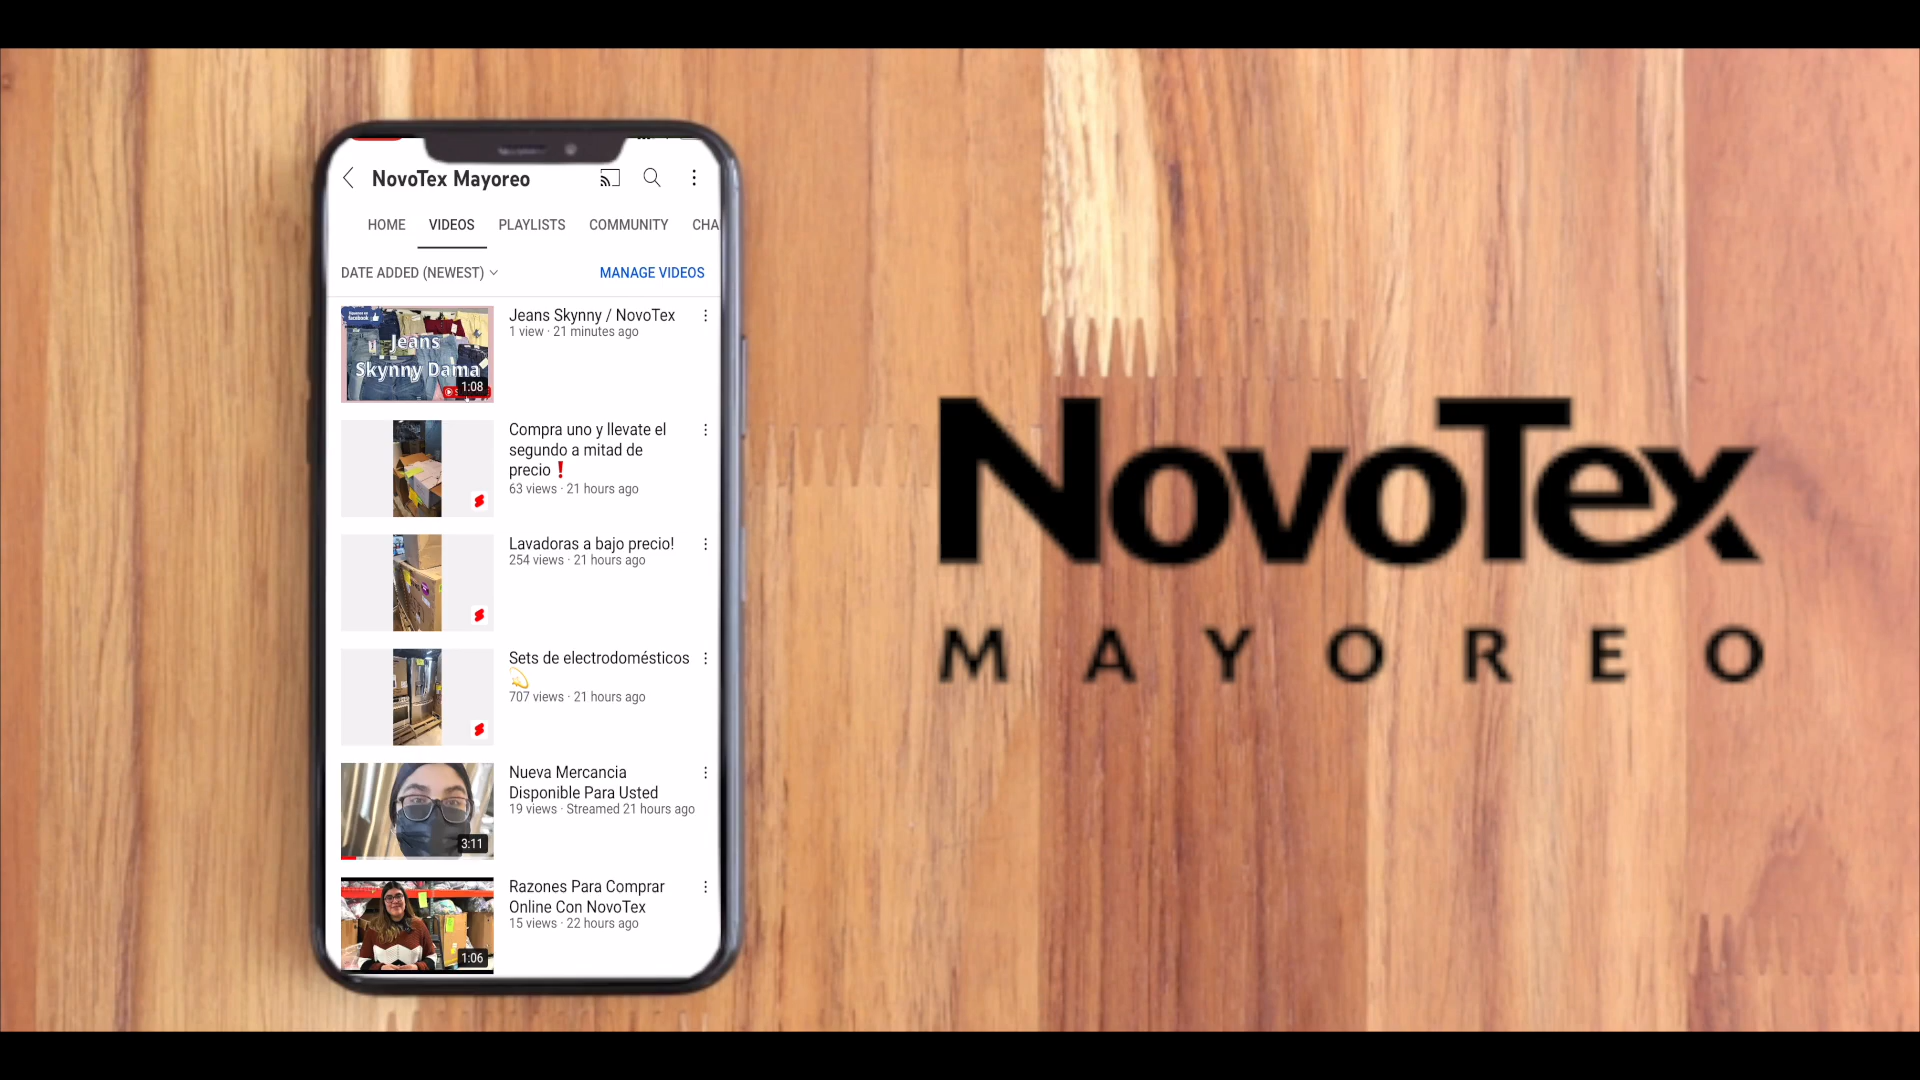 NovoTex Mayoreo
HOME VIDEOS PLAYLISTS COMMUNITY CHA
DATE ADDED (NEWEST) MANAGE VIDEOS
facebook
Jeans
Skynny Dama
1:08
Jeans Skynny / NovoTex
1 view · 21 minutes ago
Compra uno y llevate el
segundo a mitad de
precio❗
63 views · 21 hours ago
Lavadoras a bajo precio!
254 views · 21 hours ago
Sets de electrodomésticos
💫
707 views · 21 hours ago
3:11
Nueva Mercancia
Disponible Para Usted
19 views · Streamed 21 hours ago
1:06
Razones Para Comprar
Online Con NovoTex
15 views · 22 hours ago
NovoTex
MAYOREO